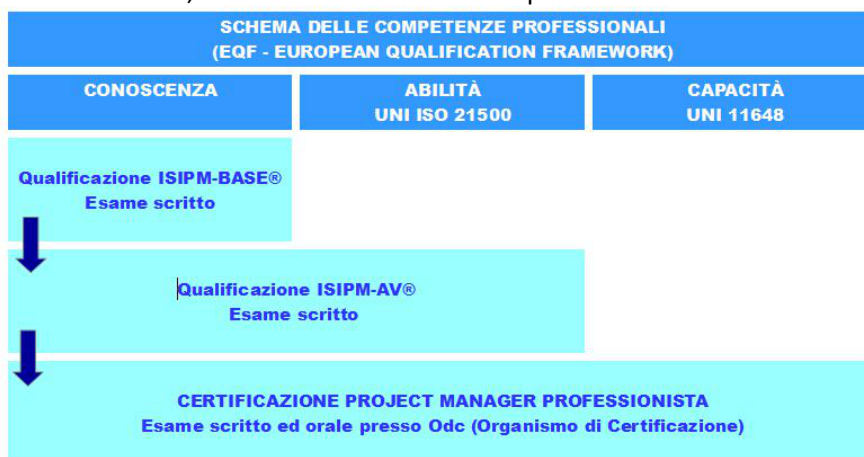 SCHEMA DELLE COMPETENZE PROFESSIONALI
(EQF - EUROPEAN QUALIFICATION FRAMEWORK)
CONOSCENZA
ABILITÀ
UNI ISO 21500
CAPACITÀ
UNI 11648
Qualificazione ISIPM-BASE®
Esame scritto
Qualificazione ISIPM-AV®
Esame scritto
CERTIFICAZIONE PROJECT MANAGER PROFESSIONISTA
Esame scritto ed orale presso Odc (Organismo di Certificazione)